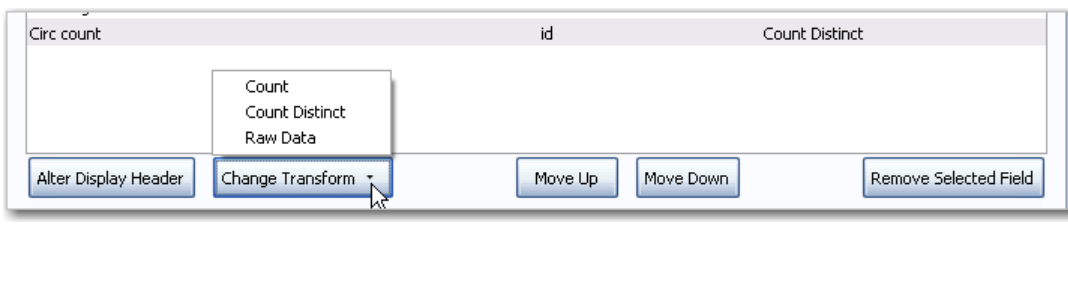 Circ count id Count Distinct
Count
Count Distinct
Raw Data
Alter Display Header Change Transform Move Up Move Down Remove Selected Field